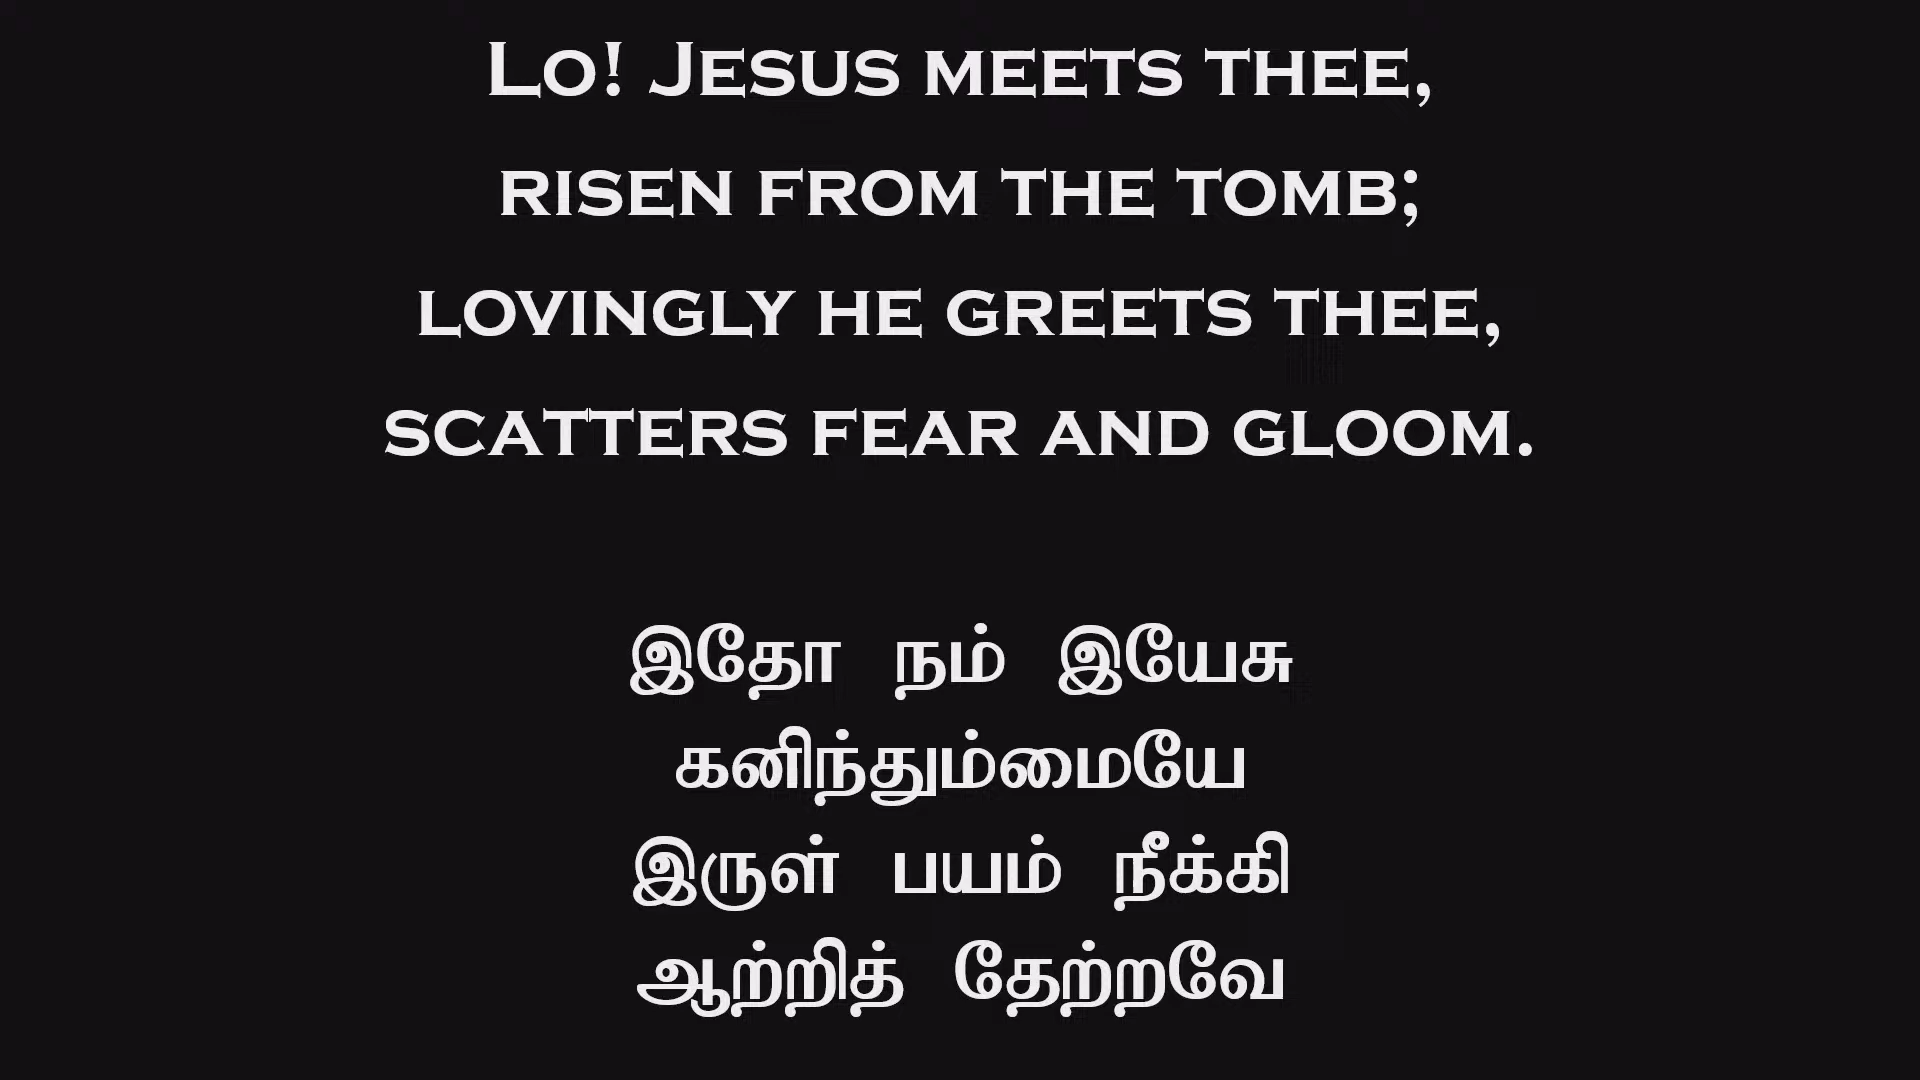 Lo! Jesus meets thee,
risen from the tomb;
lovingly he greets thee,
scatters fear and gloom.
இதோ நம் இயேசு
கனிந்தும்மையே
இருள் பயம் நீக்கி
ஆற்றித் தேற்றவே